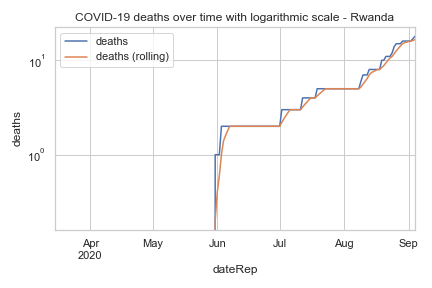 COVID-19 deaths over time with logarithmic scale - Rwanda
deaths
deaths (rolling)
10¹
10⁰
deaths
Apr
2020
May
Jun
Jul
Aug
Sep
dateRep